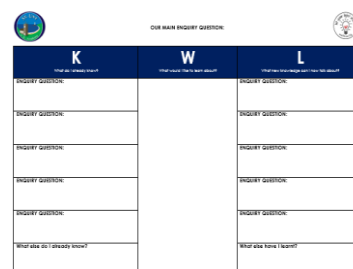 OUR MAIN ENQUIRY QUESTION:
K
What do I already know?
W
What would I like to learn about?
L
What new knowledge can I now talk about?
ENQUIRY QUESTION:
ENQUIRY QUESTION:
ENQUIRY QUESTION:
ENQUIRY QUESTION:
ENQUIRY QUESTION:
What else do I already know?
ENQUIRY QUESTION:
ENQUIRY QUESTION:
ENQUIRY QUESTION:
ENQUIRY QUESTION:
ENQUIRY QUESTION:
What else have I learnt?